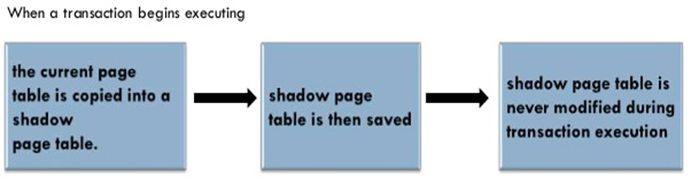 When a transaction begins executing
the current page
table is copied into a
shadow
page table.
shadow page
table is then saved
shadow page table is
never modified during
transaction execution